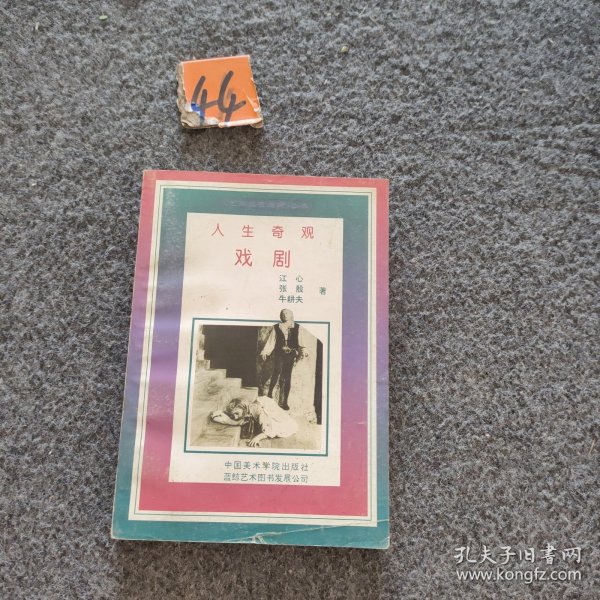 44
人生奇观
戏剧
江心
张殷 著
牛耕夫
中国美术学院出版社
蓝鲸艺术图书发展公司
孔夫子旧书网
www.kongfz.com